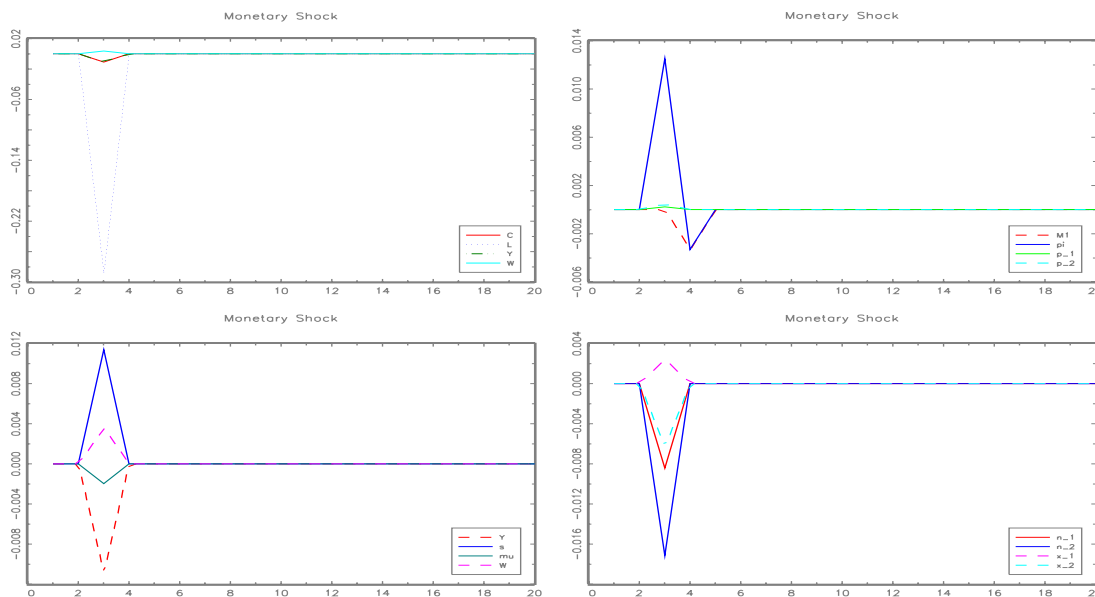 Monetary Shock
0.02
-0.06
-0.14
-0.22
-0.30
C
L
Y
W
0 2 4 6 8 10 12 14 16 18 20
Monetary Shock
0.014
0.010
0.006
0.002
-0.002
-0.006
M1
pi
p_1
p_2
0 2 4 6 8 10 12 14 16 18 20
Monetary Shock
0.012
0.008
0.004
0.000
-0.004
-0.008
Y
s
mu
W
0 2 4 6 8 10 12 14 16 18 20
Monetary Shock
0.004
0.000
-0.004
-0.008
-0.012
-0.016
n_1
n_2
x_1
x_2
0 2 4 6 8 10 12 14 16 18 20